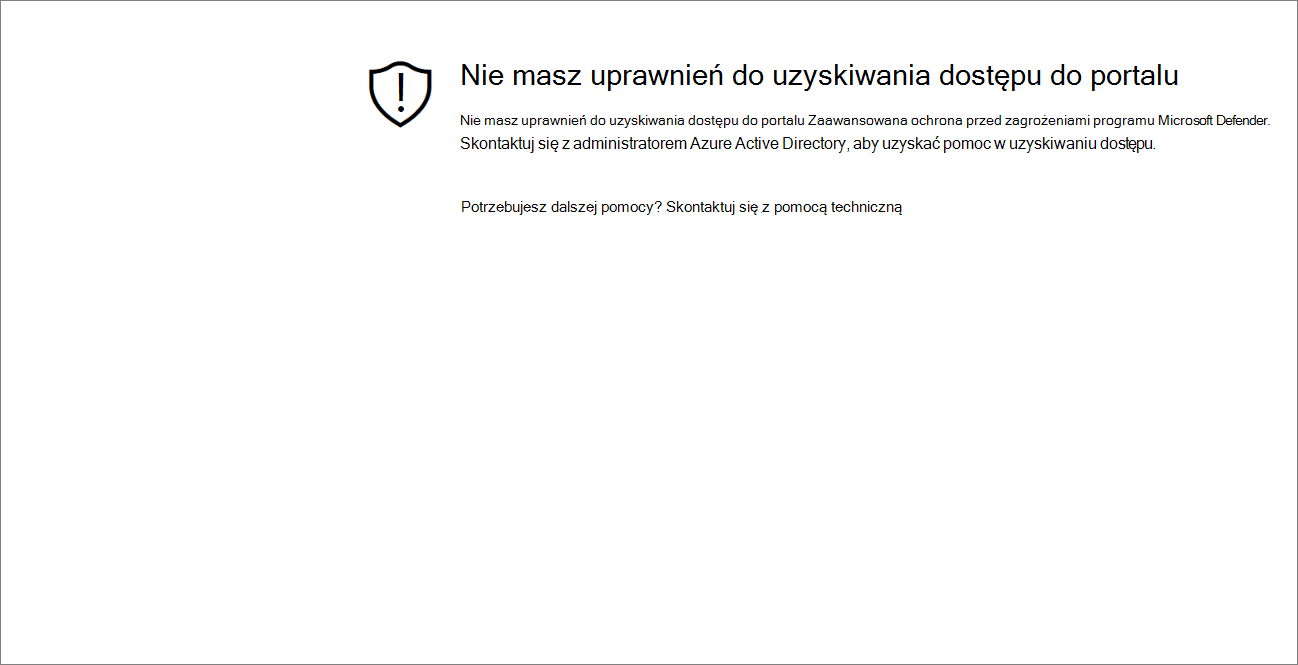 Nie masz uprawnień do uzyskiwania dostępu do portalu
Nie masz uprawnień do uzyskiwania dostępu do portalu Zaawansowana ochrona przed zagrożeniami programu Microsoft Defender.
Skontaktuj się z administratorem Azure Active Directory, aby uzyskać pomoc w uzyskiwaniu dostępu.
Potrzebujesz dalszej pomocy? Skontaktuj się z pomocą techniczną